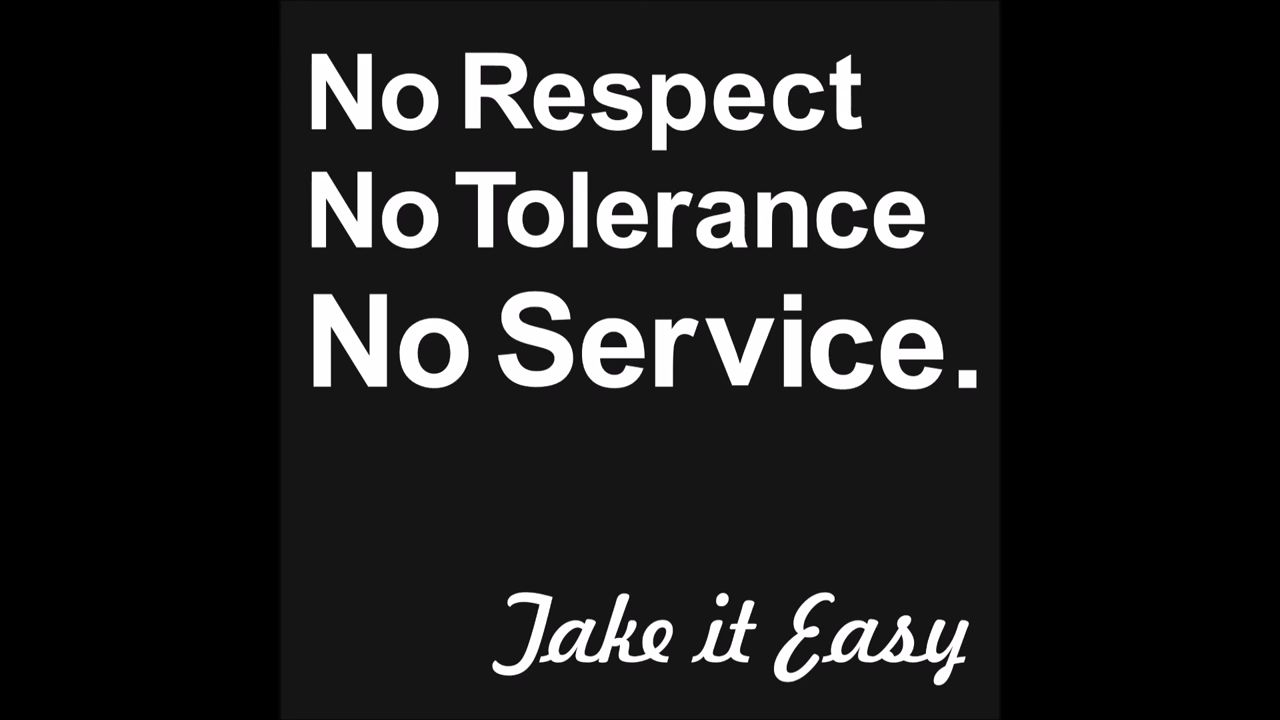 No Respect
No Tolerance
No Service.
Take it Easy